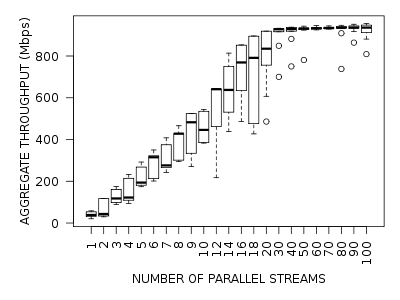 AGGREGATE THROUGHPUT (Mbps)
800
600
400
200
0
1 2 3 4 5 6 7 8 9 10 12 14 16 18 20 30 40 50 60 70 80 90 100
NUMBER OF PARALLEL STREAMS